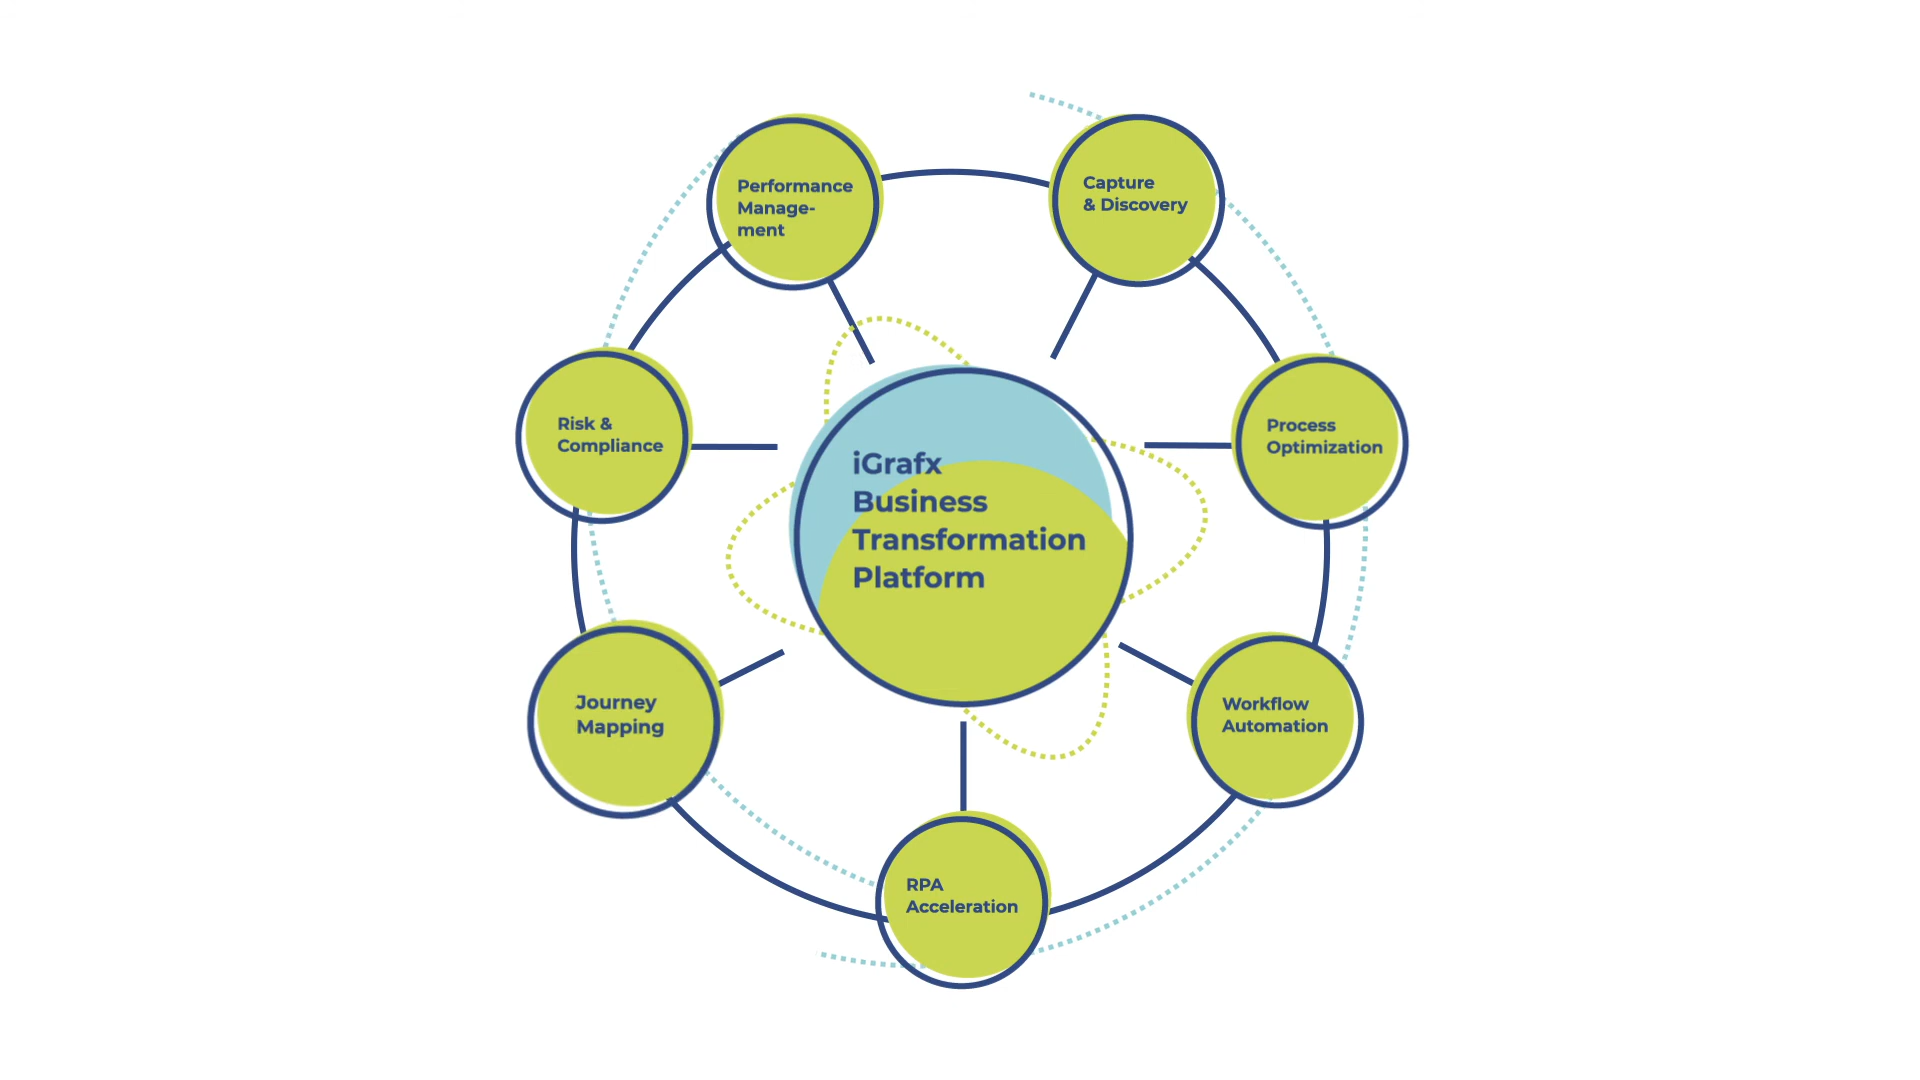 Performance
Manage-
ment
Capture
& Discovery
Risk &
Compliance
Process
Optimization
iGrafx
Business
Transformation
Platform
Journey
Mapping
Workflow
Automation
RPA
Acceleration